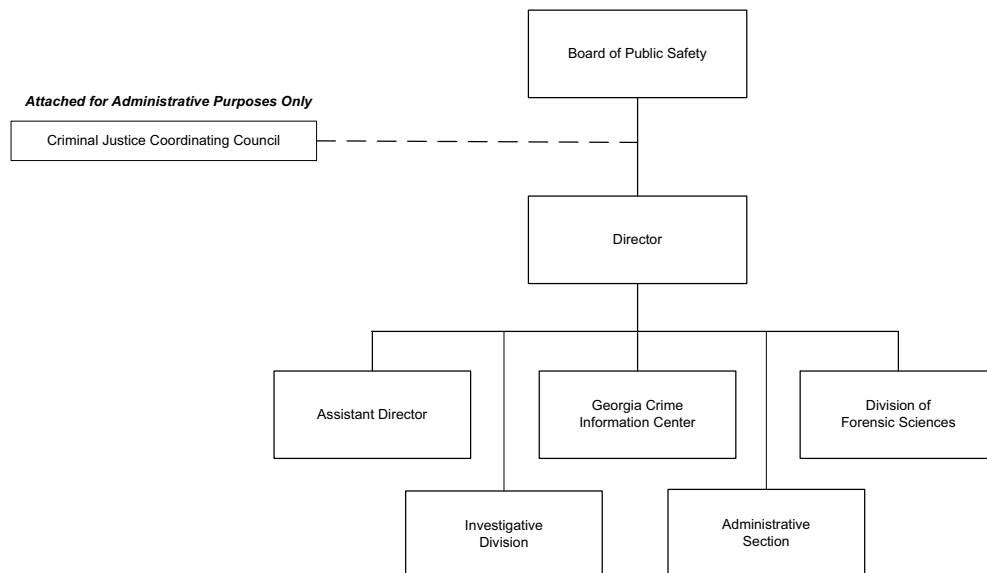 Board of Public Safety
Attached for Administrative Purposes Only
Criminal Justice Coordinating Council
Director
Assistant Director
Georgia Crime
Information Center
Division of
Forensic Sciences
Investigative
Division
Administrative
Section